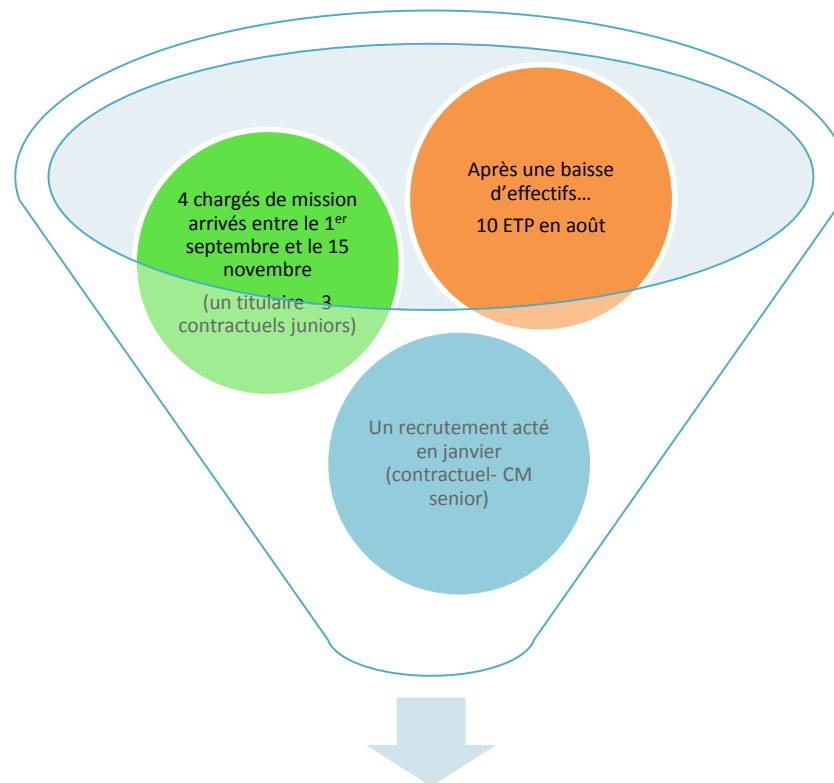 4 chargés de mission
arrivés entre le 1er
septembre et le 15
novembre
(un titulaire - 3
contractuels juniors)
Après une baisse
d’effectifs…
10 ETP en août
Un recrutement acté
en janvier
(contractuel- CM
senior)